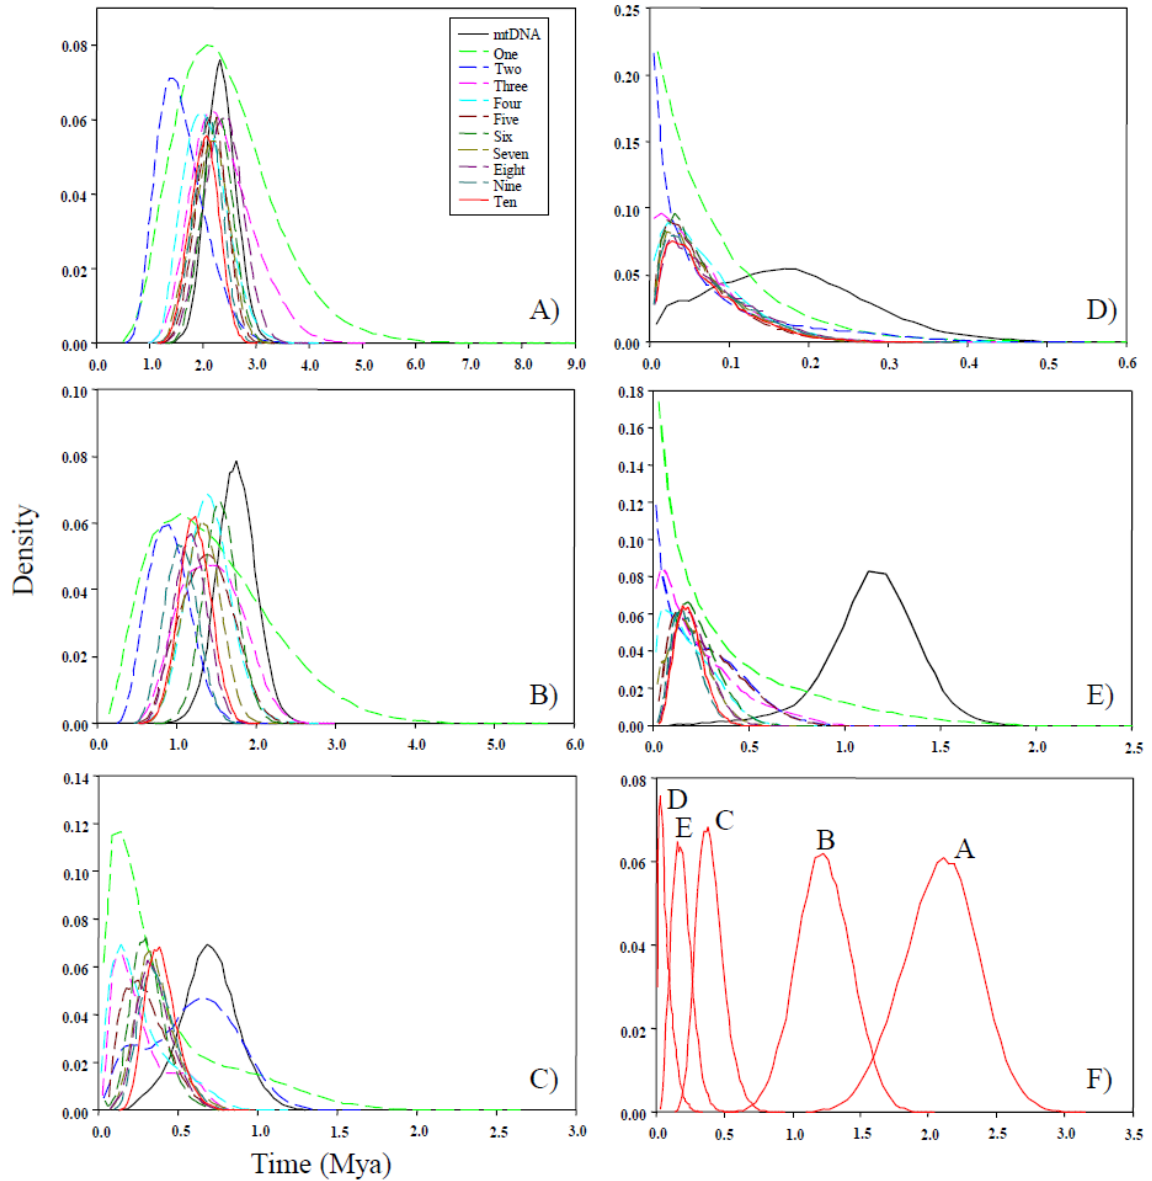 0.08
0.06
0.04
0.02
0.00
0.0 1.0 2.0 3.0 4.0 5.0 6.0 7.0 8.0 9.0
mtDNA
One
Two
Three
Four
Five
Six
Seven
Eight
Nine
Ten
A)
0.25
0.20
0.15
0.10
0.05
0.00
0.0 0.1 0.2 0.3 0.4 0.5 0.6
D)
0.10
0.08
0.06
0.04
0.02
0.00
0.0 1.0 2.0 3.0 4.0 5.0 6.0
B)
Density
0.18
0.16
0.14
0.12
0.10
0.08
0.06
0.04
0.02
0.00
0.0 0.5 1.0 1.5 2.0 2.5
E)
0.14
0.12
0.10
0.08
0.06
0.04
0.02
0.00
0.0 0.5 1.0 1.5 2.0 2.5 3.0
C)
Time (Mya)
0.08
0.06
0.04
0.02
0.00
0.0 0.5 1.0 1.5 2.0 2.5 3.0 3.5
D
E
C
B
A
F)